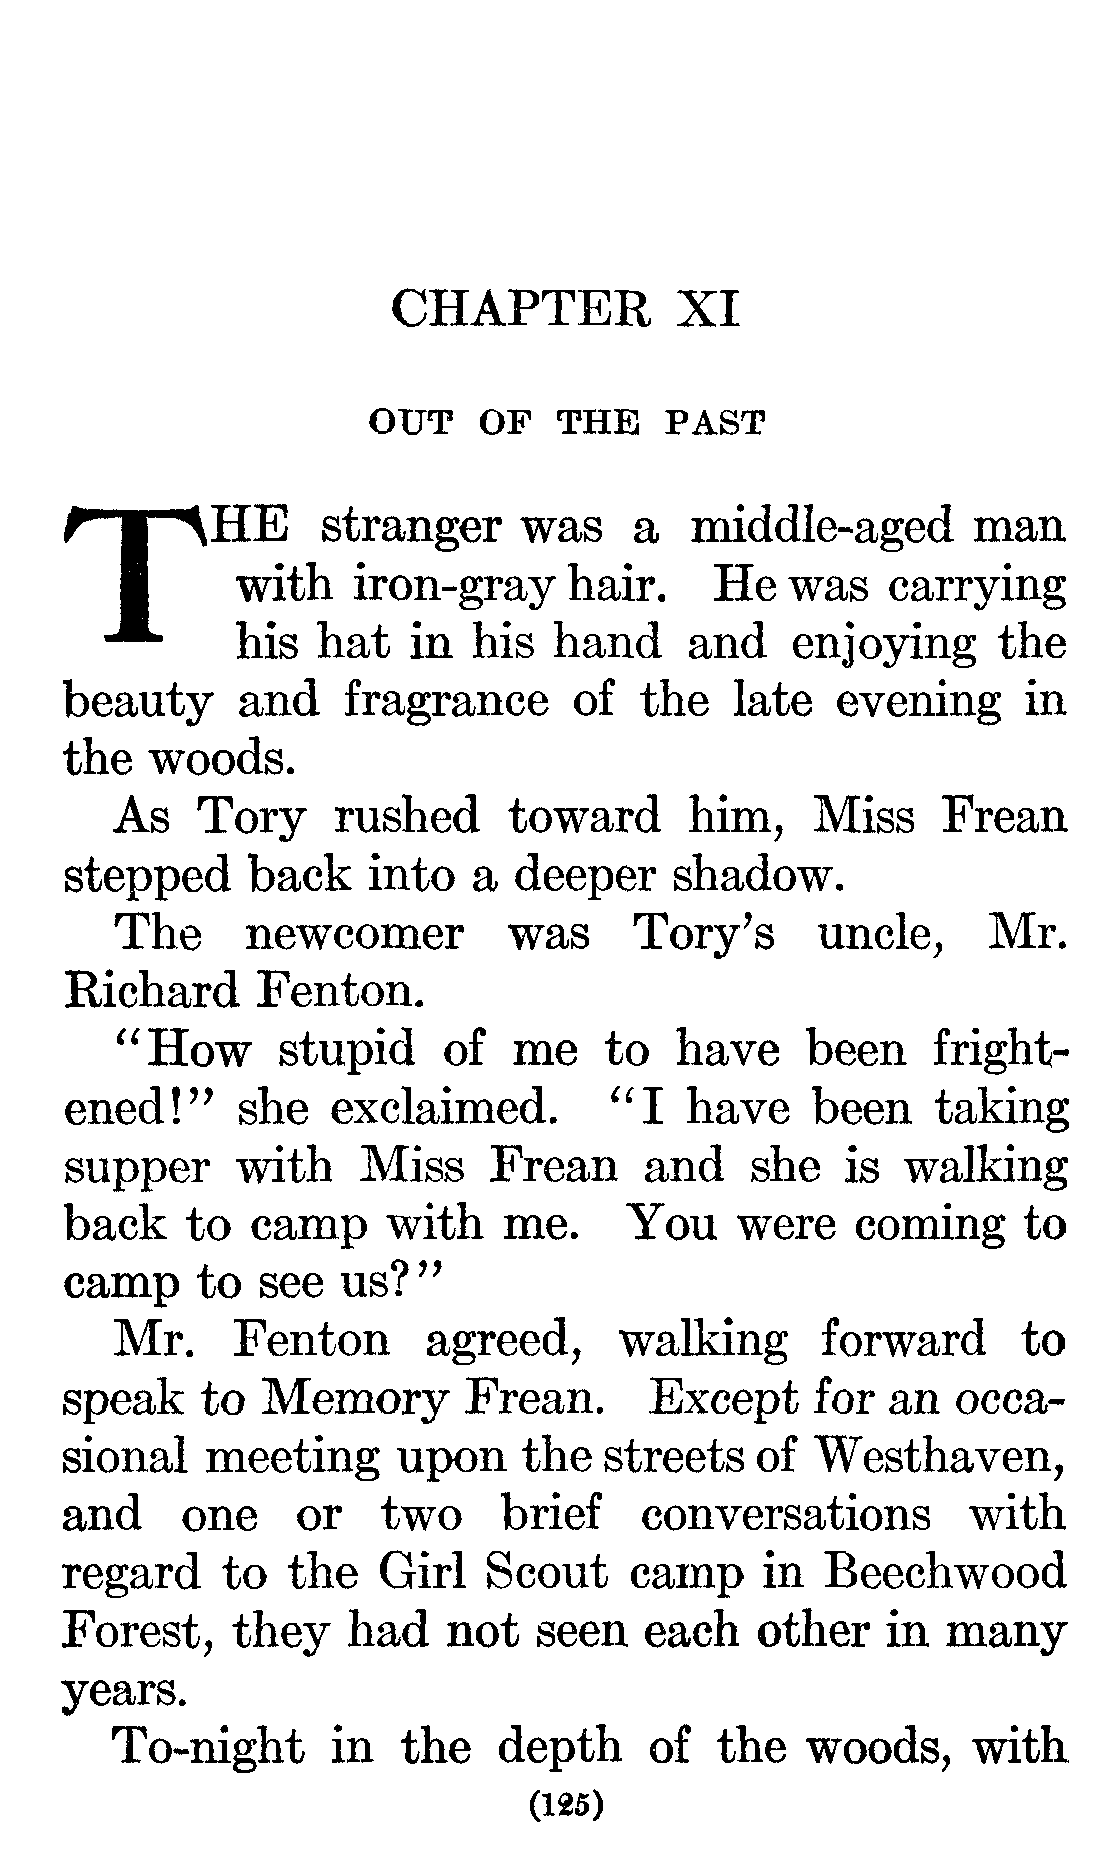 CHAPTER XI
OUT OF THE PAST
THE stranger was a middle-aged man
with iron-gray hair. He was carrying
his hat in his hand and enjoying the
beauty and fragrance of the late evening in
the woods.
As Tory rushed toward him, Miss Frean
stepped back into a deeper shadow.
The newcomer was Tory's uncle, Mr.
Richard Fenton.
"How stupid of me to have been fright-
ened!" she exclaimed. "I have been taking
supper with Miss Frean and she is walking
back to camp with me. You were coming to
camp to see us?"
Mr. Fenton agreed, walking forward to
speak to Memory Frean. Except for an occa-
sional meeting upon the streets of Westhaven,
and one or two brief conversations with
regard to the Girl Scout camp in Beechwood
Forest, they had not seen each other in many
years.
To-night in the depth of the woods, with
(125)